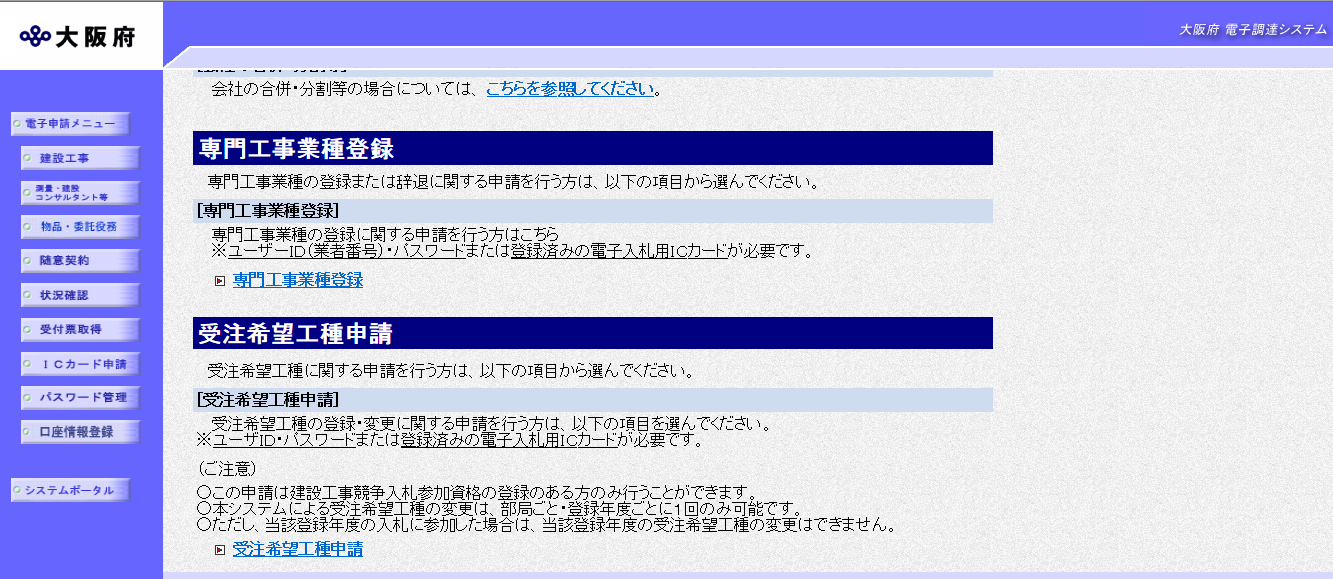 大阪府
大阪府 電子調達システム
電子申請メニュー
建設工事
測量・建設
コンサルタント等
物品・委託役務
随意契約
状況確認
受付票取得
ICカード申請
パスワード管理
口座情報登録
システムポータル
会社の合併・分割等の場合については、こちらを参照してください。
専門工事業種登録
専門工事業種の登録または辞退に関する申請を行う方は、以下の項目から選んでください。
[専門工事業種登録]
専門工事業種の登録に関する申請を行う方はこちら
※ユーザーID(業者番号)・パスワードまたは登録済みの電子入札用ICカードが必要です。
専門工事業種登録
受注希望工種申請
受注希望工種に関する申請を行う方は、以下の項目から選んでください。
[受注希望工種申請]
受注希望工種の登録・変更に関する申請を行う方は、以下の項目を選んでください。
※ユーザID・パスワードまたは登録済みの電子入札用ICカードが必要です。
(ご注意)
○この申請は建設工事競争入札参加資格の登録のある方のみ行うことができます。
○本システムによる受注希望工種の変更は、部局ごと・登録年度ごとに1回のみ可能です。
○ただし、当該登録年度の入札に参加した場合は、当該登録年度の受注希望工種の変更はできません。
受注希望工種申請